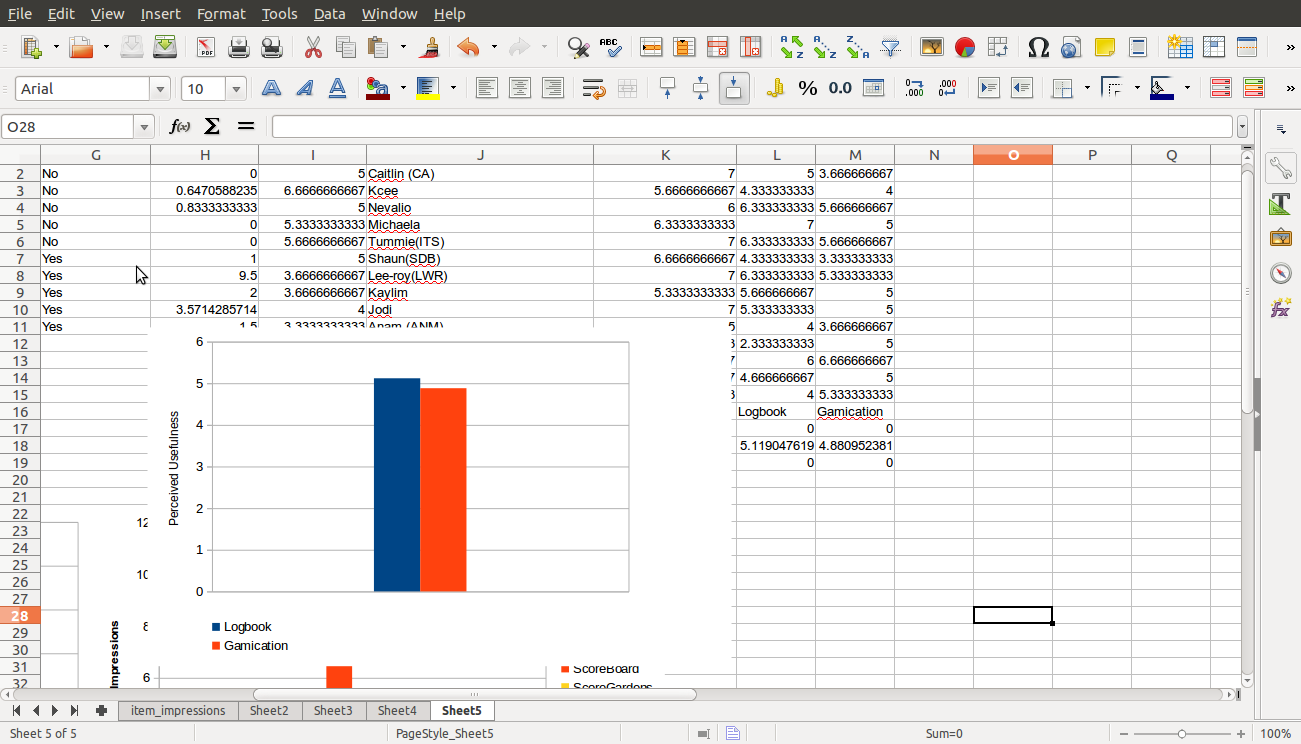 File Edit View Insert Format Tools Data Window Help
Arial 10
O28
G H I J K L M N O P Q
2 No 0 5 Caitlin (CA) 7 5 3.666666667
3 No 0.6470588235 6.6666666667 Kcee 5.6666666667 4.333333333 4
4 No 0.8333333333 5 Nevalio 6 6.333333333 5.666666667
5 No 0 5.3333333333 Michaela 6.3333333333 7 5
6 No 0 5.6666666667 Tummie(ITS) 7 6.333333333 5.666666667
7 Yes 1 5 Shaun(SDB) 6.6666666667 4.333333333 3.333333333
8 Yes 9.5 3.6666666667 Lee-roy(LWR) 7 6.333333333 5.333333333
9 Yes 2 3.6666666667 Kaylim 5.3333333333 5.666666667 5
10 Yes 3.5714285714 4 Jodi 7 5.333333333 5
11 Yes 1.5 3.3333333333 Anam (ANM) 5 4 3.666666667
12 2.333333333 5
13 6 6.666666667
14 4.666666667 5
15 4 5.333333333
16 Logbook Gamication
17 0 0
18 5.119047619 4.880952381
19 0 0
20
21
22
23
24
25
26
27
28
29
30
31
32
6
5
4
3
2
1
0
Perceived Usefulness
Logbook
Gamication
12
10
8
6
Impressions
ScoreBoard
ScoreGardens
item_impressions Sheet2 Sheet3 Sheet4 Sheet5
Sheet 5 of 5 PageStyle_Sheet5 Sum=0 100%